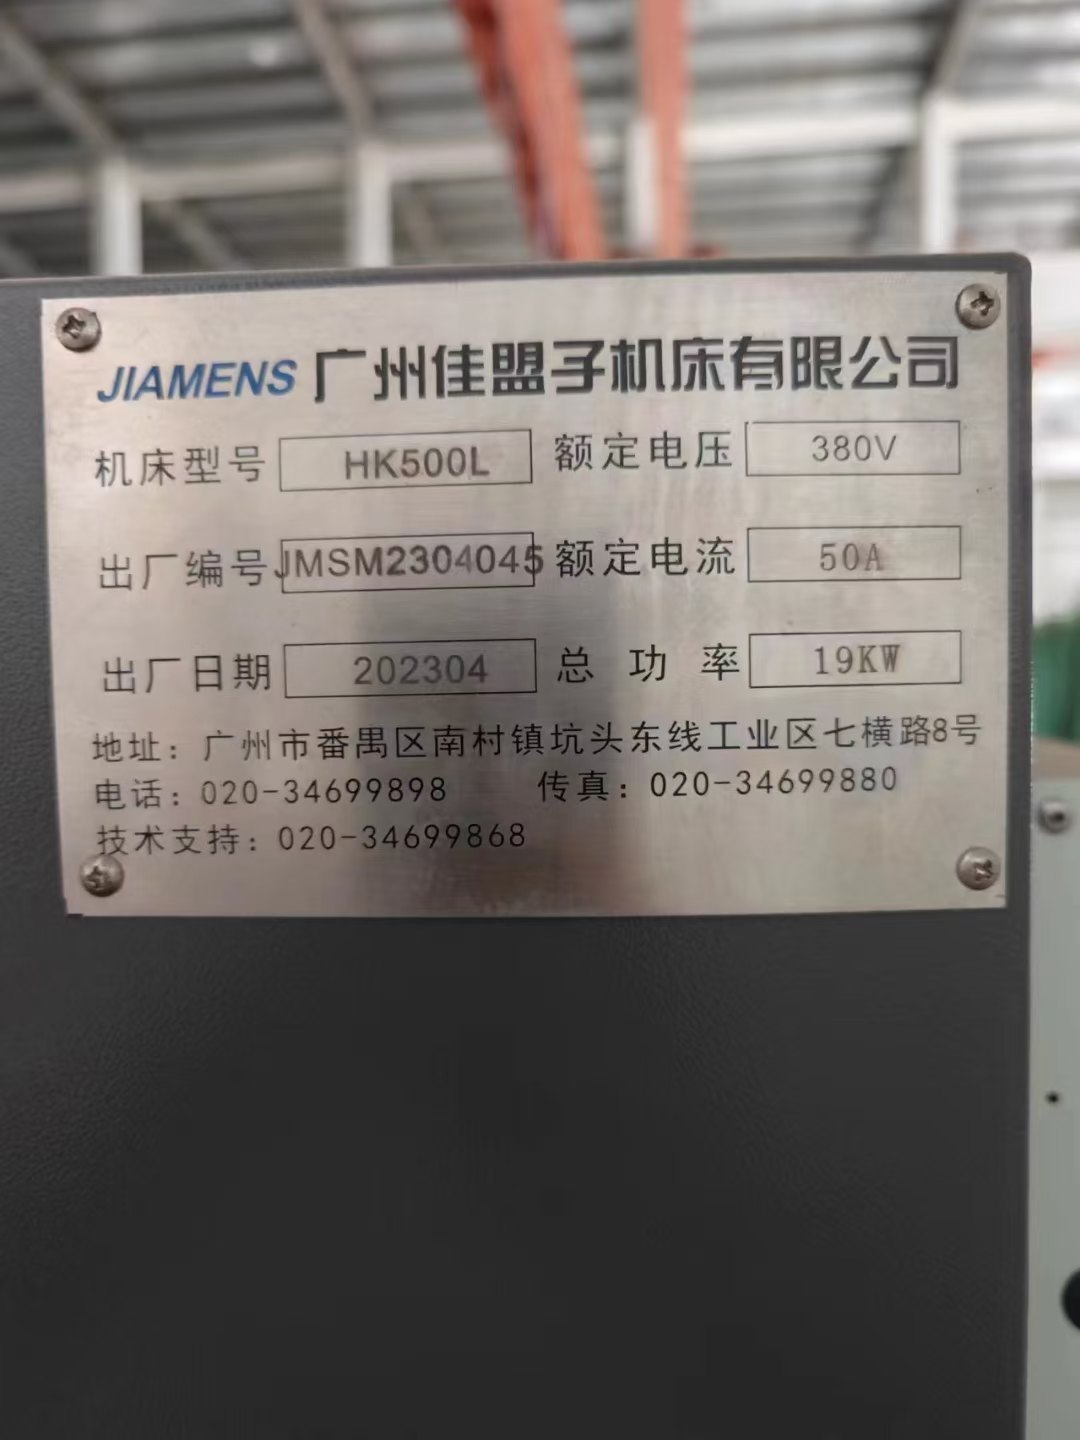 JIAMENS 广州佳盟子机床有限公司
机床型号 HK500L 额定电压 380V
出厂编号 JMSM2304045 额定电流 50A
出厂日期 202304 总功率 19KW
地址：广州市番禺区南村镇坑头东线工业区七横路8号
电话：020-34699898 传真：020-34699880
技术支持：020-34699868